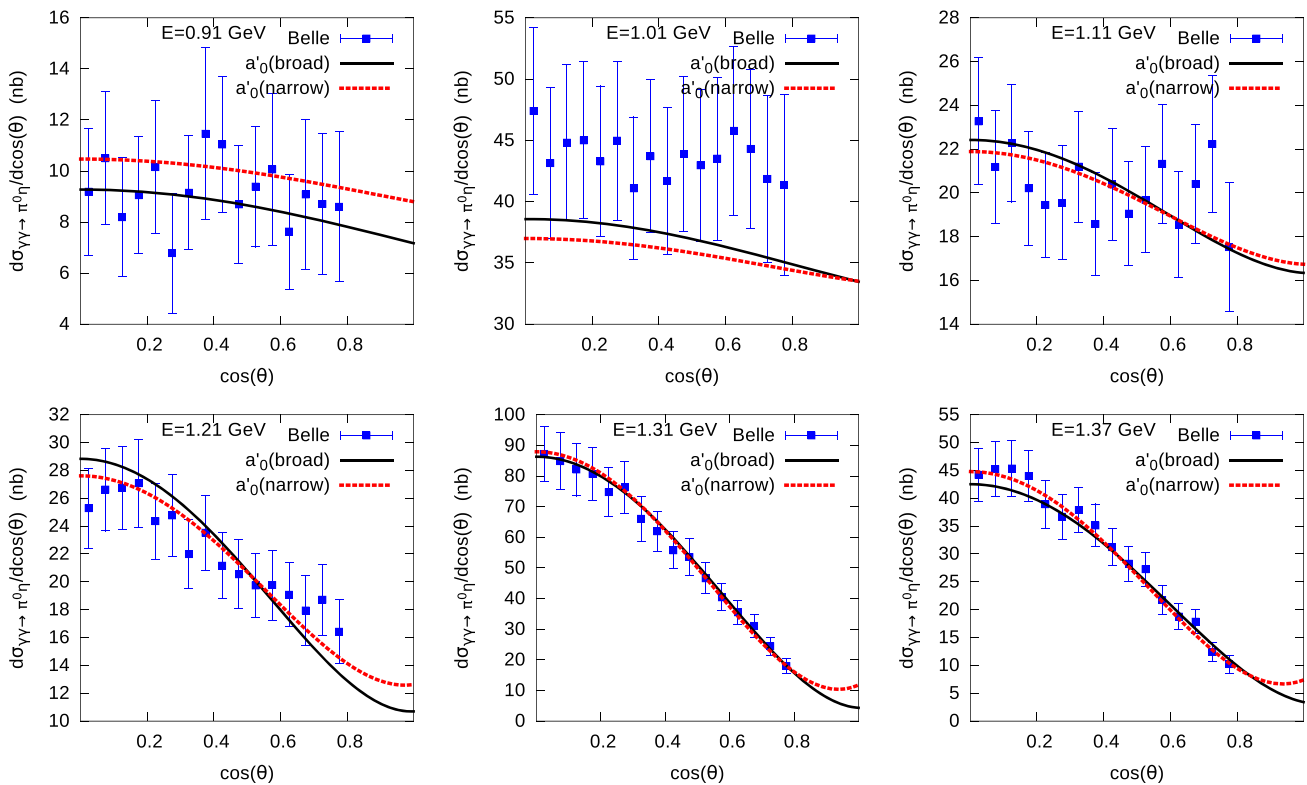 16
14
12
10
8
6
4
0.2 0.4 0.6 0.8
cos(θ)
dσγγ→ π⁰η/dcos(θ) (nb)
E=0.91 GeV
Belle
a'0(broad)
a'0(narrow)
55
50
45
40
35
30
0.2 0.4 0.6 0.8
cos(θ)
dσγγ→ π⁰η/dcos(θ) (nb)
E=1.01 GeV
Belle
a'0(broad)
a'0(narrow)
28
26
24
22
20
18
16
14
0.2 0.4 0.6 0.8
cos(θ)
dσγγ→ π⁰η/dcos(θ) (nb)
E=1.11 GeV
Belle
a'0(broad)
a'0(narrow)
32
30
28
26
24
22
20
18
16
14
12
10
0.2 0.4 0.6 0.8
cos(θ)
dσγγ→ π⁰η/dcos(θ) (nb)
E=1.21 GeV
Belle
a'0(broad)
a'0(narrow)
100
90
80
70
60
50
40
30
20
10
0
0.2 0.4 0.6 0.8
cos(θ)
dσγγ→ π⁰η/dcos(θ) (nb)
E=1.31 GeV
Belle
a'0(broad)
a'0(narrow)
55
50
45
40
35
30
25
20
15
10
5
0
0.2 0.4 0.6 0.8
cos(θ)
dσγγ→ π⁰η/dcos(θ) (nb)
E=1.37 GeV
Belle
a'0(broad)
a'0(narrow)